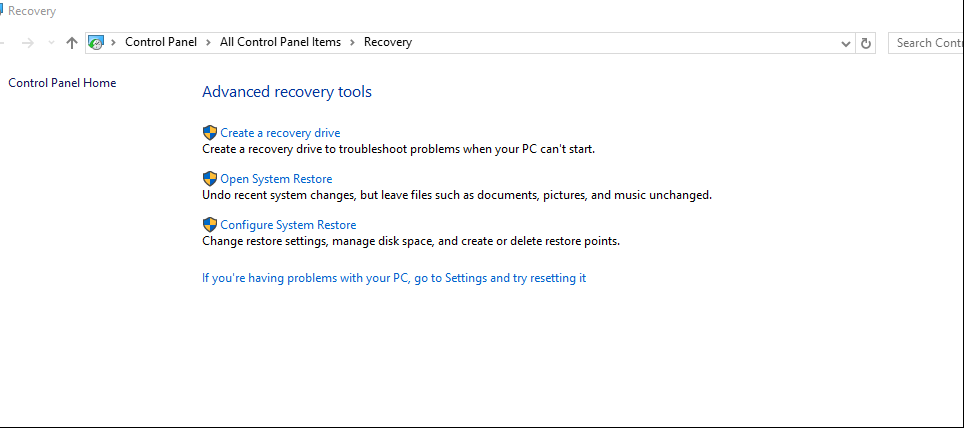 Recovery
Control Panel > All Control Panel Items > Recovery
Search Cont
Control Panel Home
Advanced recovery tools
Create a recovery drive
Create a recovery drive to troubleshoot problems when your PC can't start.
Open System Restore
Undo recent system changes, but leave files such as documents, pictures, and music unchanged.
Configure System Restore
Change restore settings, manage disk space, and create or delete restore points.
If you're having problems with your PC, go to Settings and try resetting it